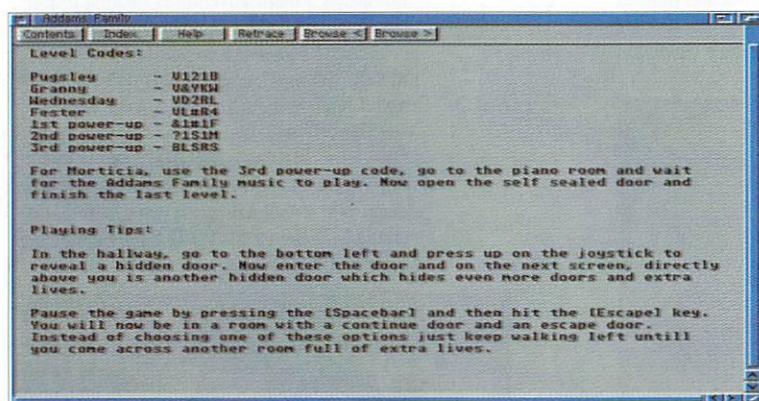 Addams Family
Contents Index Help Retrace Browse < Browse >
Level Codes:
Pugsley - V121B
Granny - V&YKW
Wednesday - VD2RL
Fester - VL#R4
1st power-up - &1#1F
2nd power-up - ?1S1M
3rd power-up - BLSRS
For Morticia, use the 3rd power-up code, go to the piano room and wait
for the Addams Family music to play. Now open the self sealed door and
finish the last level.
Playing Tips:
In the hallway, go to the bottom left and press up on the joystick to
reveal a hidden door. Now enter the door and on the next screen, directly
above you is another hidden door which hides even more doors and extra
lives.
Pause the game by pressing the [Spacebar] and then hit the [Escape] key.
You will now be in a room with a continue door and an escape door.
Instead of choosing one of these options just keep walking left untill
you come across another room full of extra lives.